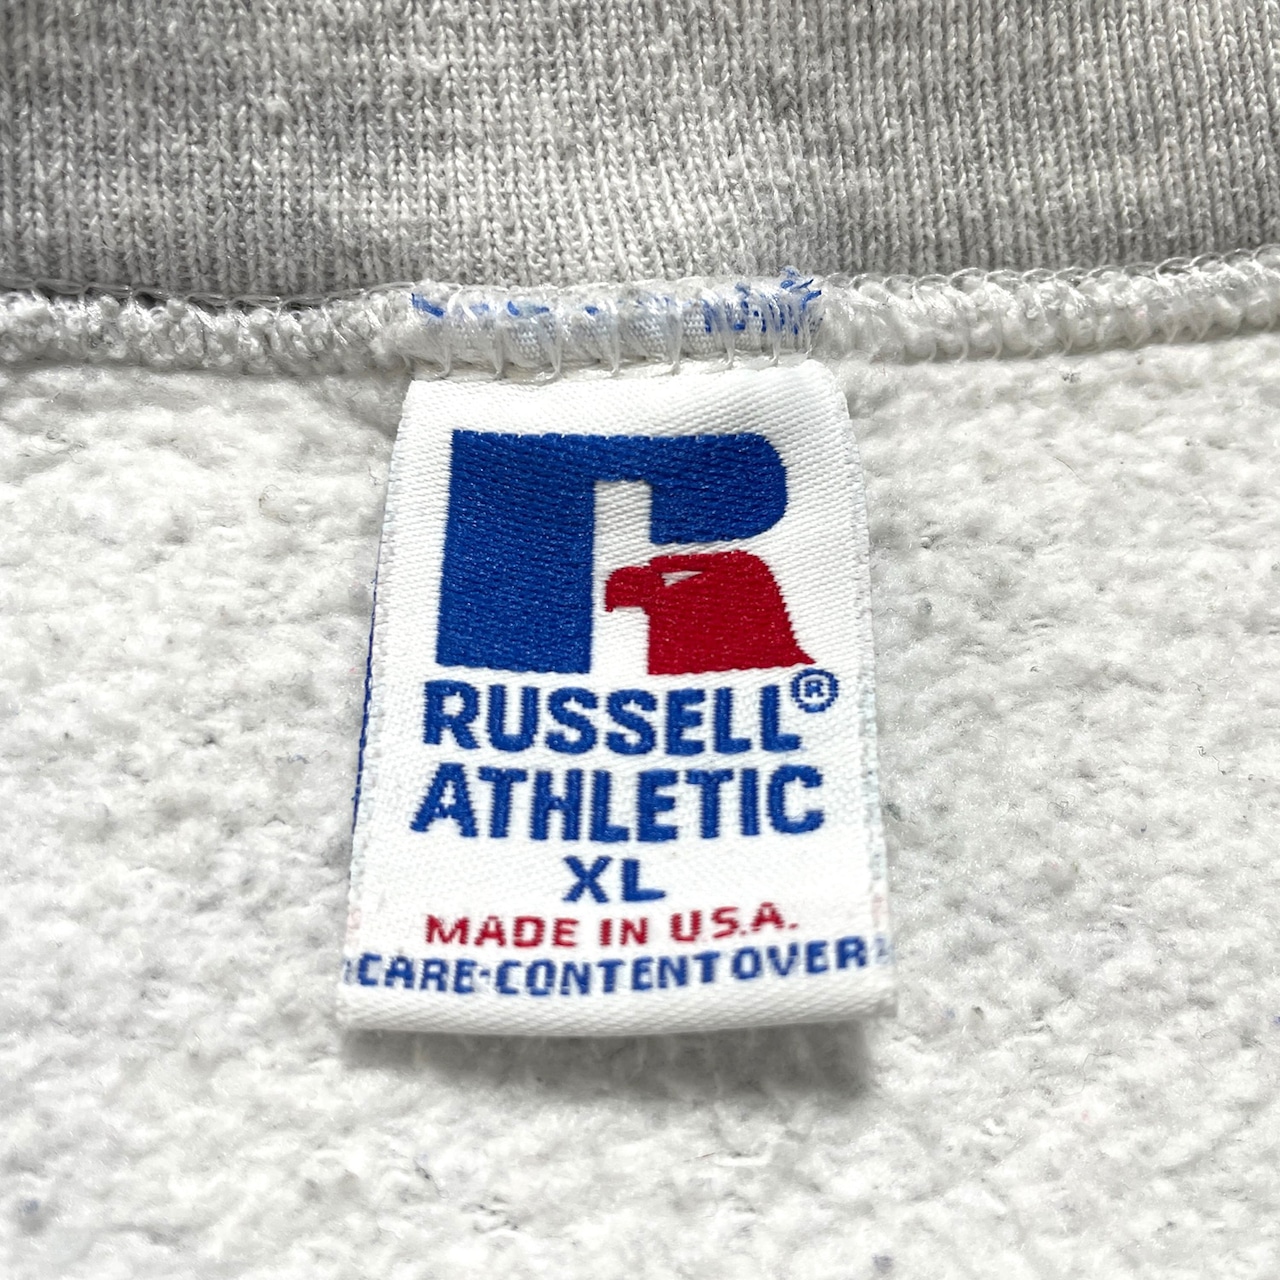 RUSSELL®
ATHLETIC
XL
MADE IN U.S.A.
CARE-CONTENT OVER